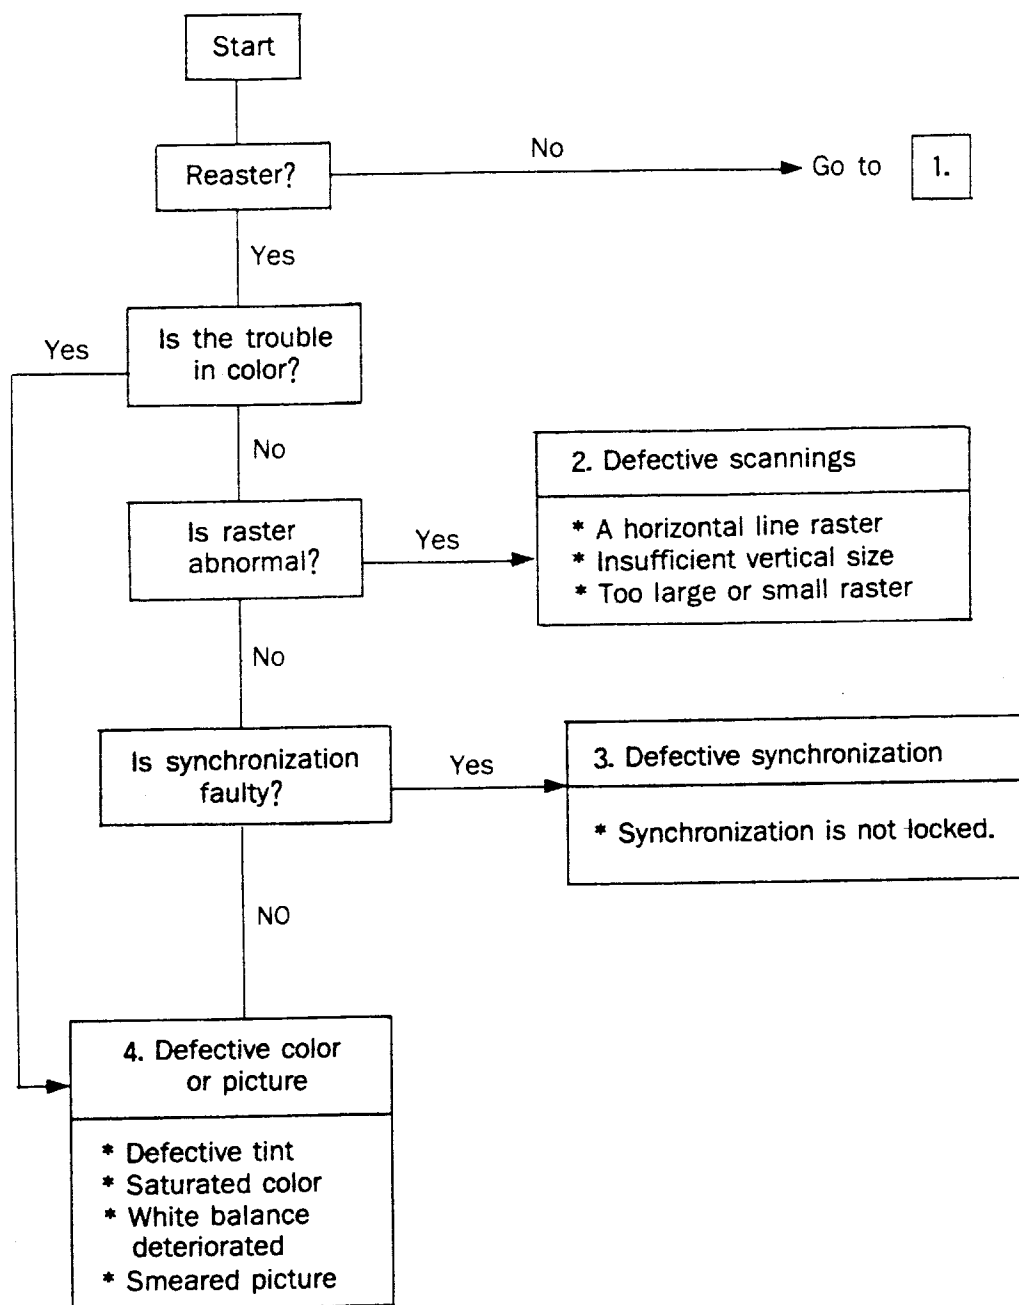 Start
Reaster?
No
Go to 1.
Yes
Is the trouble
in color?
Yes
No
Is raster
abnormal?
Yes
2. Defective scannings
* A horizontal line raster
* Insufficient vertical size
* Too large or small raster
No
Is synchronization
faulty?
Yes
3. Defective synchronization
* Synchronization is not locked.
NO
4. Defective color
or picture
* Defective tint
* Saturated color
* White balance
deteriorated
* Smeared picture